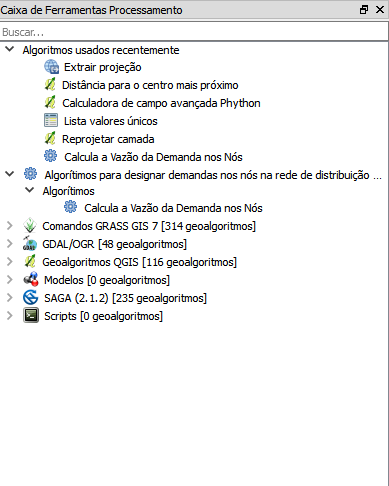 Caixa de Ferramentas Processamento
Buscar...
Algoritmos usados recentemente
Extrair projeção
Distância para o centro mais próximo
Calculadora de campo avançada Phython
Lista valores únicos
Reprojetar camada
Calcula a Vazão da Demanda nos Nós
Algorítimos para designar demandas nos nós na rede de distribuição ...
Algorítimos
Calcula a Vazão da Demanda nos Nós
Comandos GRASS GIS 7 [314 geoalgoritmos]
GDAL/OGR [48 geoalgoritmos]
Geoalgoritmos QGIS [116 geoalgoritmos]
Modelos [0 geoalgoritmos]
SAGA (2.1.2) [235 geoalgoritmos]
Scripts [0 geoalgoritmos]